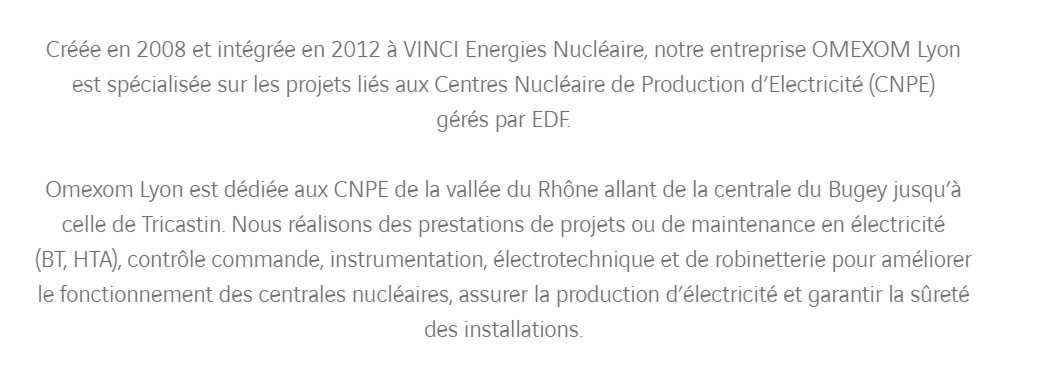 Créée en 2008 et intégrée en 2012 à VINCI Energies Nucléaire, notre entreprise OMEXOM Lyon
est spécialisée sur les projets liés aux Centres Nucléaire de Production d’Electricité (CNPE)
gérés par EDF.
Omexom Lyon est dédiée aux CNPE de la vallée du Rhône allant de la centrale du Bugey jusqu’à
celle de Tricastin. Nous réalisons des prestations de projets ou de maintenance en électricité
(BT, HTA), contrôle commande, instrumentation, électrotechnique et de robinetterie pour améliorer
le fonctionnement des centrales nucléaires, assurer la production d’électricité et garantir la sûreté
des installations.